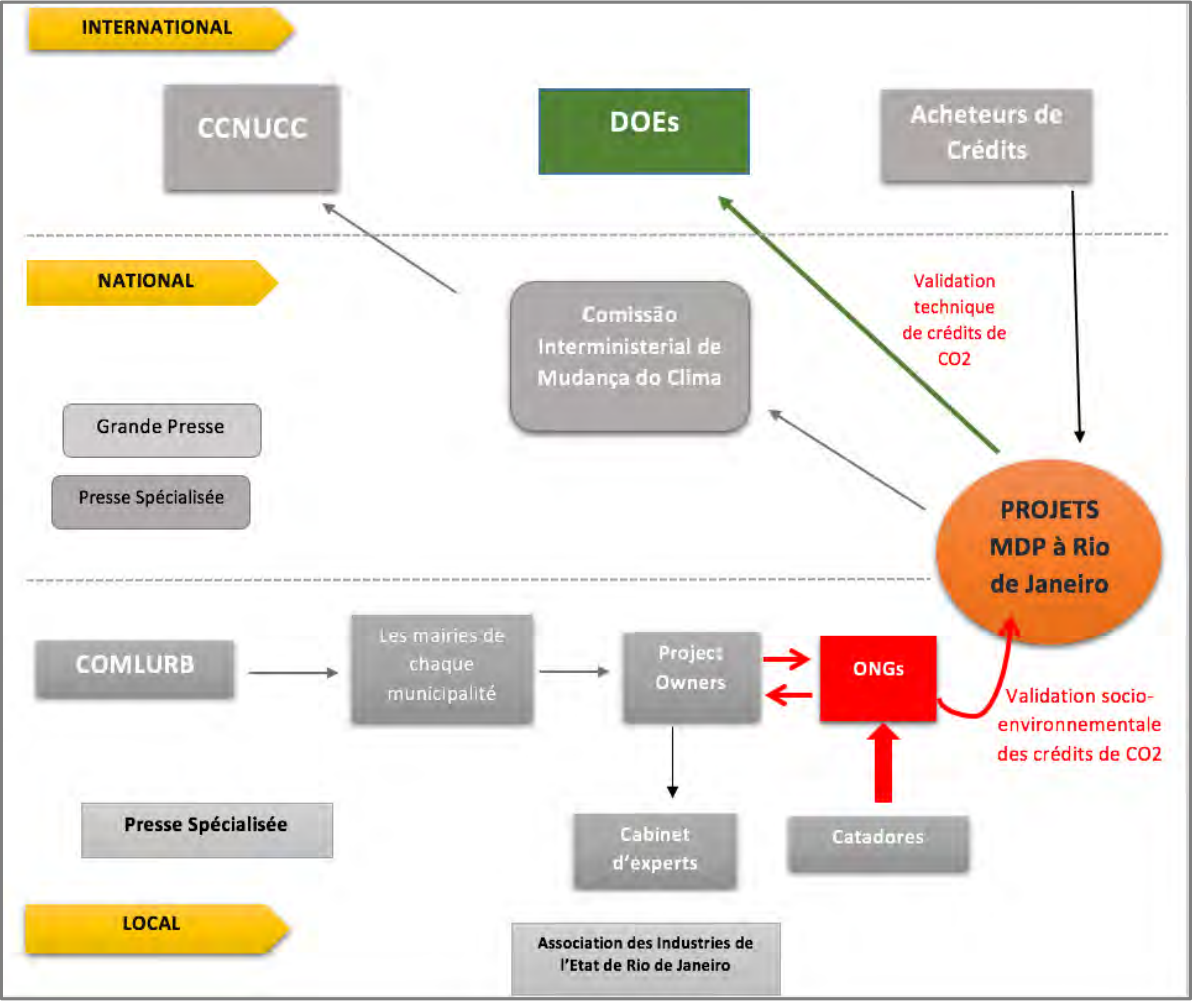 INTERNATIONAL
CCNUCC
DOEs
Acheteurs de
Crédits
NATIONAL
Comissão
Interministerial de
Mudança do Clima
Validation
technique
de crédits de
CO2
Grande Presse
Presse Spécialisée
PROJETS
MDP à Rio
de Janeiro
COMLURB
Les mairies de
chaque
municipalité
Project
Owners
ONGs
Validation socio-
environnementale
des crédits de CO2
Presse Spécialisée
Cabinet
d'experts
Catadores
LOCAL
Association des Industries de
l'Etat de Rio de Janeiro